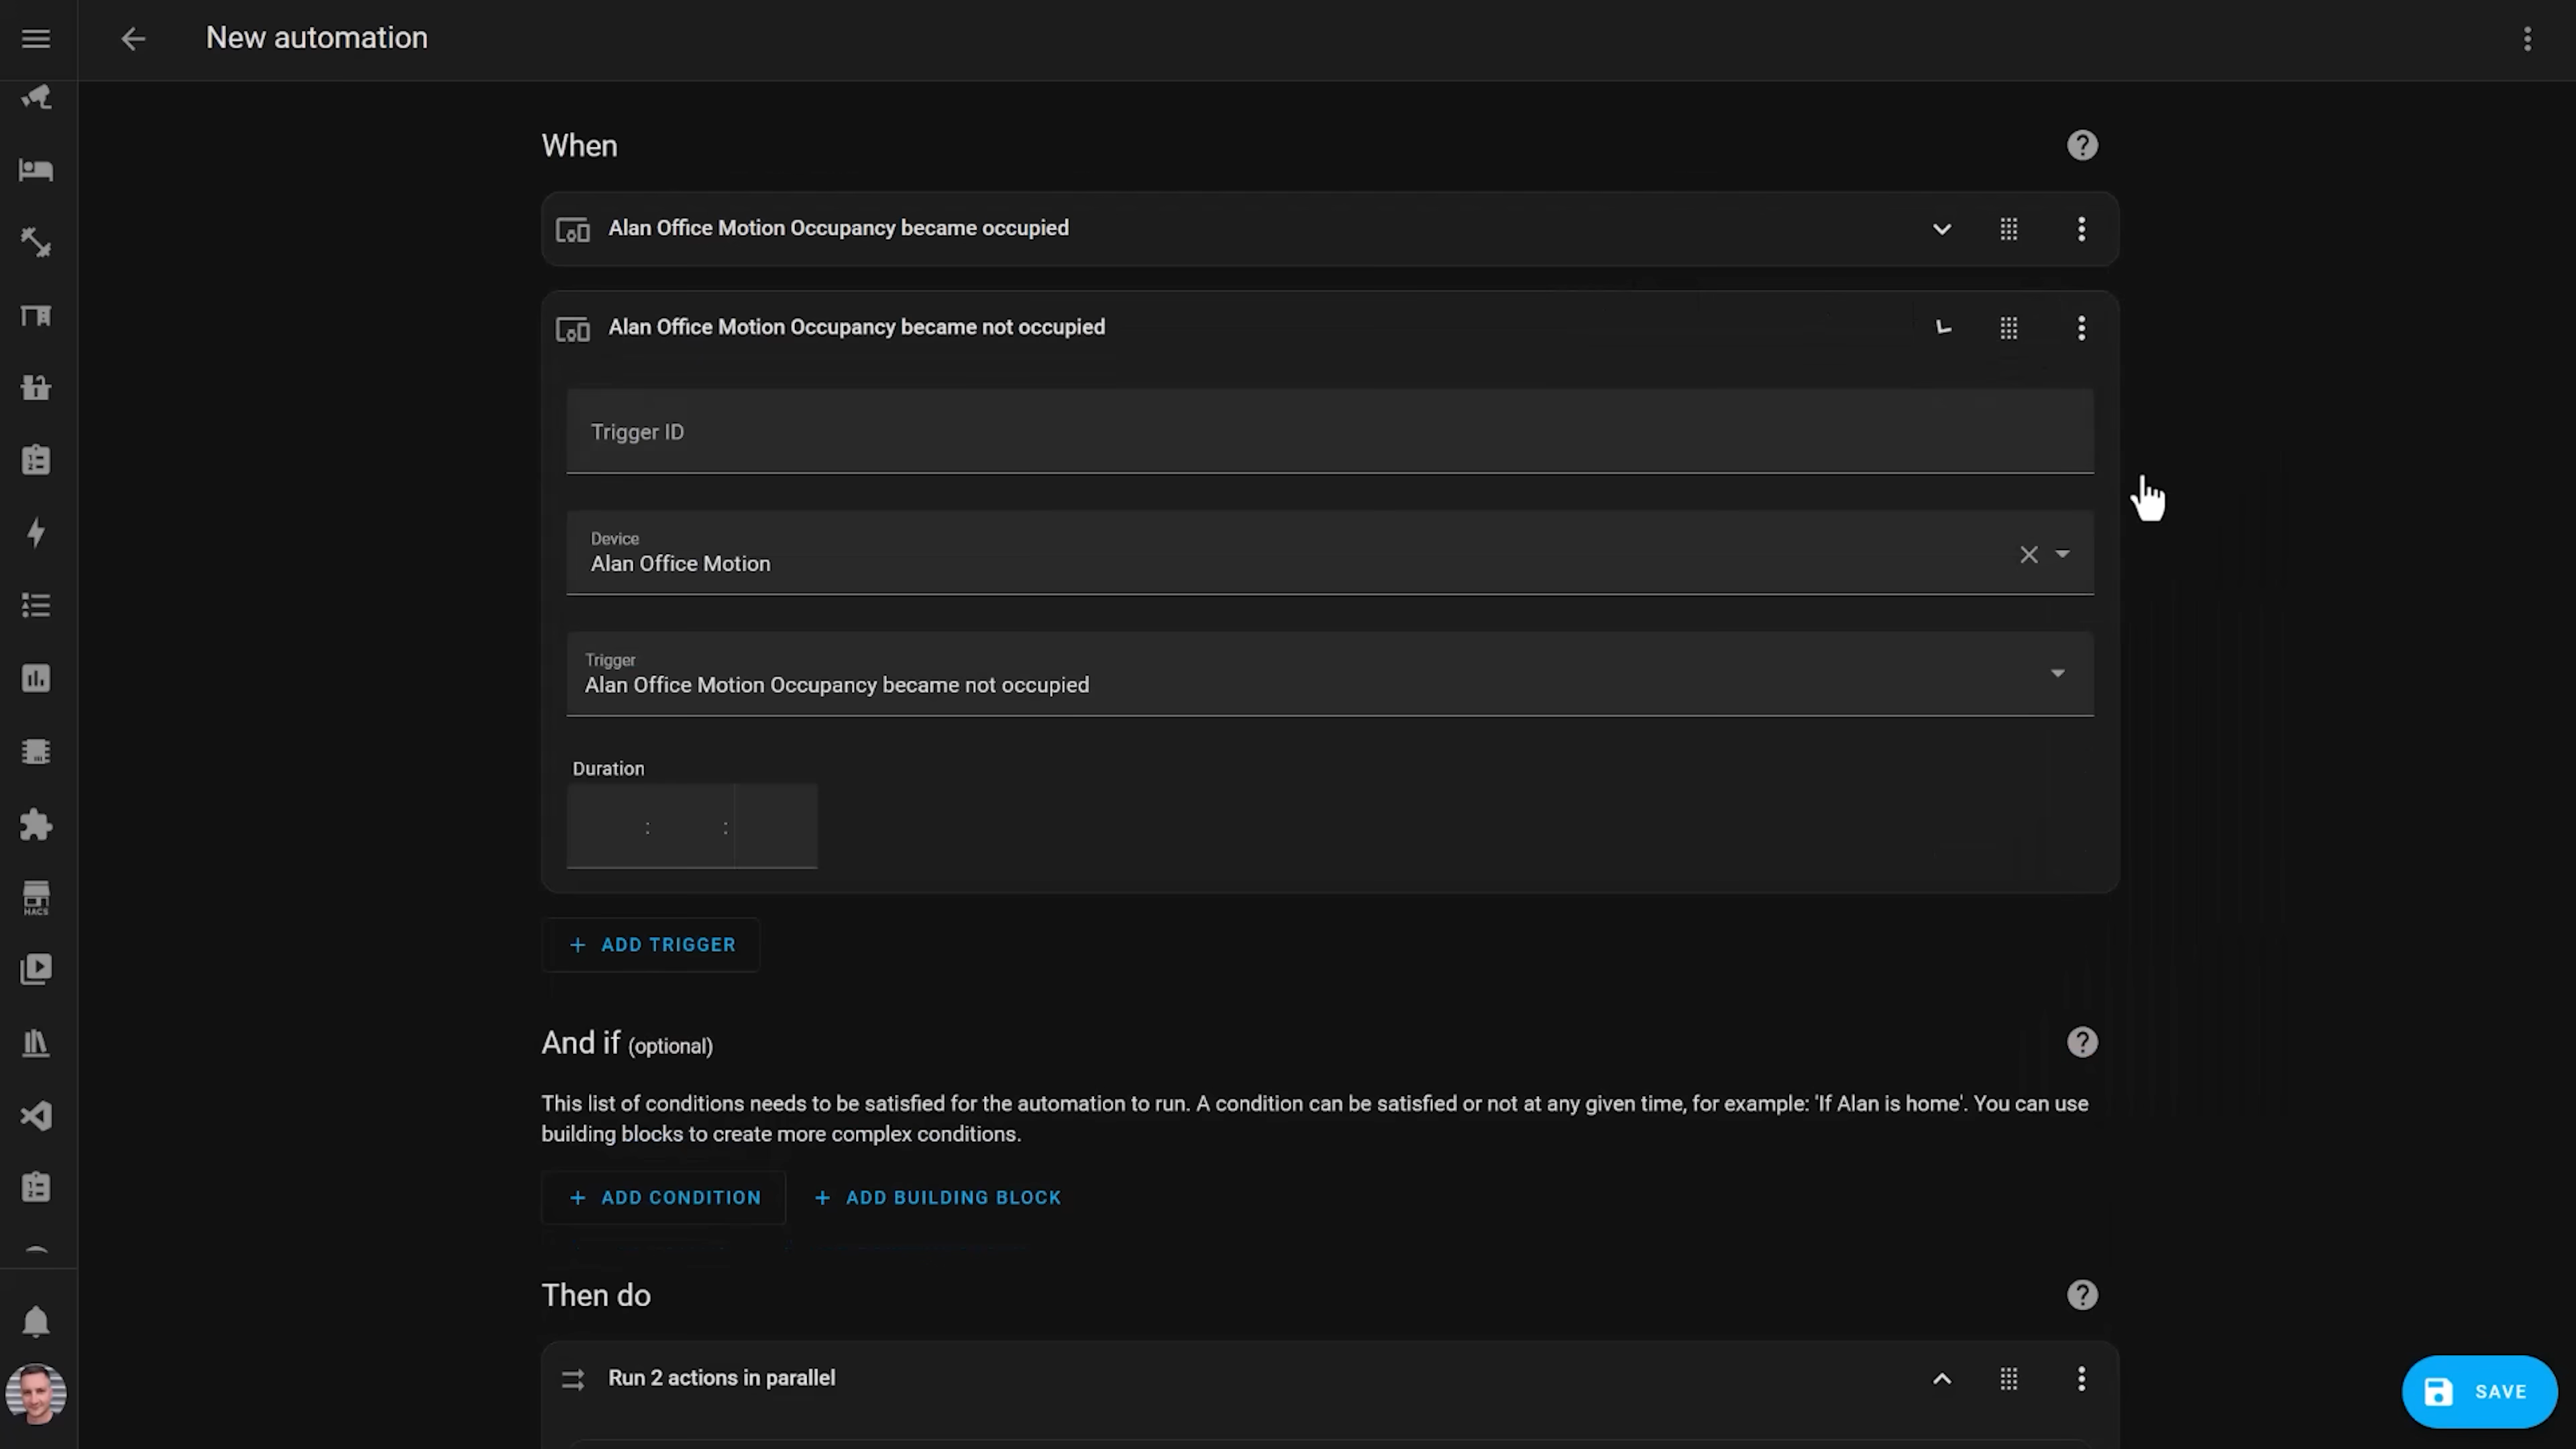 New automation
When
Alan Office Motion Occupancy became occupied
Alan Office Motion Occupancy became not occupied
Trigger ID
Device
Alan Office Motion
Trigger
Alan Office Motion Occupancy became not occupied
Duration
: :
+ ADD TRIGGER
And if (optional)
This list of conditions needs to be satisfied for the automation to run. A condition can be satisfied or not at any given time, for example: 'If Alan is home'. You can use
building blocks to create more complex conditions.
+ ADD CONDITION + ADD BUILDING BLOCK
Then do
Run 2 actions in parallel
SAVE
HACS